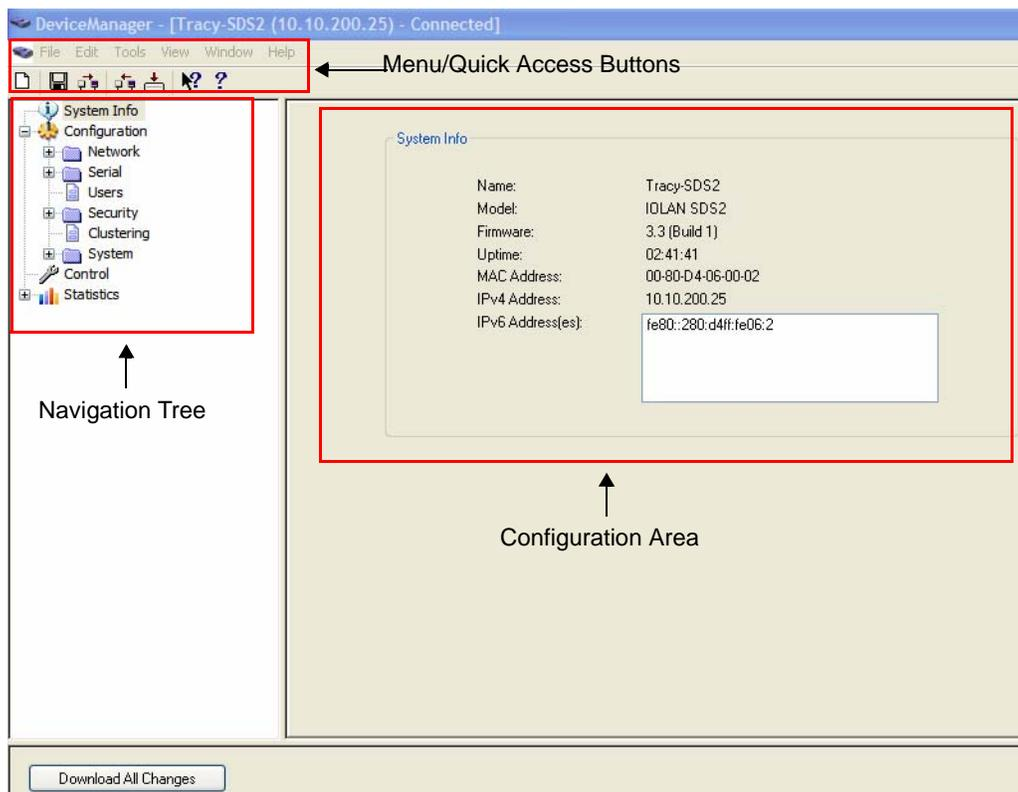 DeviceManager - [Tracy-SDS2 (10.10.200.25) - Connected]
File Edit Tools View Window Help
Menu/Quick Access Buttons
System Info
Configuration
Network
Serial
Users
Security
Clustering
System
Control
Statistics
Navigation Tree
System Info
Name: Tracy-SDS2
Model: IOLAN SDS2
Firmware: 3.3 (Build 1)
Uptime: 02:41:41
MAC Address: 00-80-D4-06-00-02
IPv4 Address: 10.10.200.25
IPv6 Address(es): fe80::280:d4ff:fe06:2
Configuration Area
Download All Changes